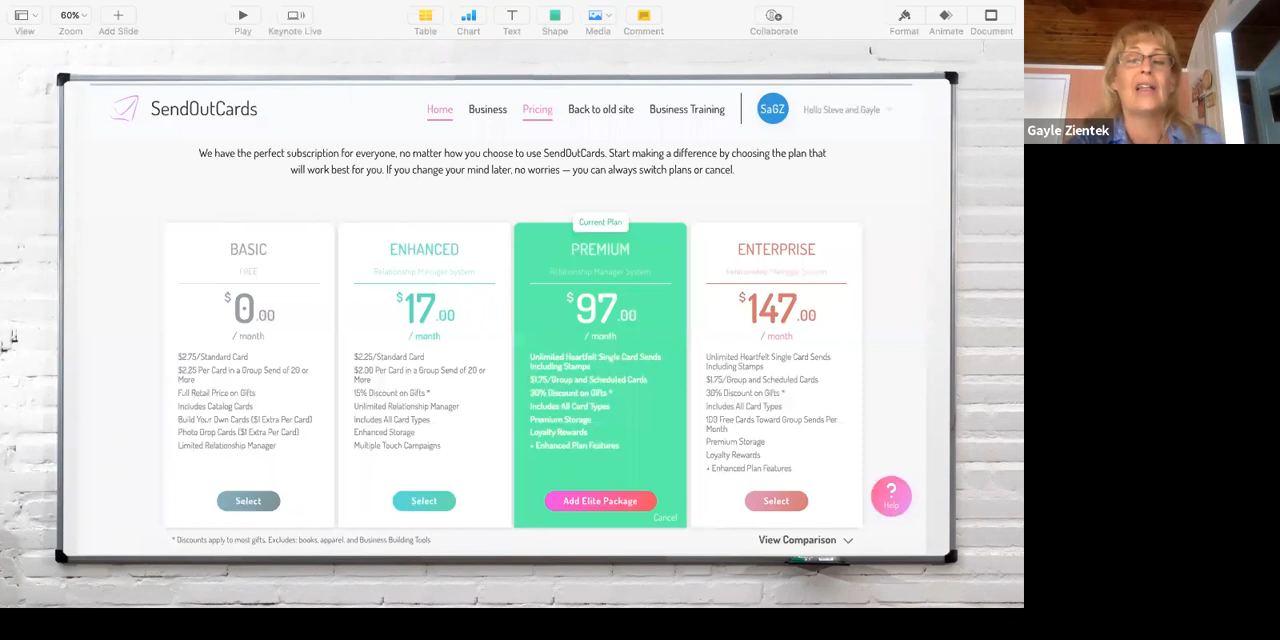 View
60%
Zoom
Add Slide
Play
Keynote Live
Table
Chart
Text
Shape
Media
Comment
Collaborate
Format
Animate
Document
Gayle Zientek
SendOutCards
Home
Business
Pricing
Back to old site
Business Training
SaGZ
Hello Steve and Gayle
We have the perfect subscription for everyone, no matter how you choose to use SendOutCards. Start making a difference by choosing the plan that
will work best for you. If you change your mind later, no worries — you can always switch plans or cancel.
BASIC
FREE
$0.00
/ month
$2.75/Standard Card
$2.25 Per Card in a Group Send of 20 or
More
Full Retail Price on Gifts
Includes Catalog Cards
Build Your Own Cards ($1 Extra Per Card)
Photo Drop Cards ($1 Extra Per Card)
Limited Relationship Manager
Select
ENHANCED
Relationship Manager System
$17.00
/ month
$2.25/Standard Card
$2.00 Per Card in a Group Send of 20 or
More
15% Discount on Gifts *
Unlimited Relationship Manager
Includes All Card Types
Enhanced Storage
Multiple Touch Campaigns
Select
Current Plan
PREMIUM
Relationship Manager System
$97.00
/ month
Unlimited Heartfelt Single Card Sends
Including Stamps
$1.75/Group and Scheduled Cards
30% Discount on Gifts *
Includes All Card Types
Premium Storage
Loyalty Rewards
+ Enhanced Plan Features
Add Elite Package
Cancel
ENTERPRISE
Relationship Manager System
$147.00
/ month
Unlimited Heartfelt Single Card Sends
Including Stamps
$1.75/Group and Scheduled Cards
30% Discount on Gifts *
Includes All Card Types
100 Free Cards Toward Group Sends Per
Month
Premium Storage
Loyalty Rewards
+ Enhanced Plan Features
Select
?
Help
* Discounts apply to most gifts. Excludes: books, apparel, and Business Building Tools
View Comparison